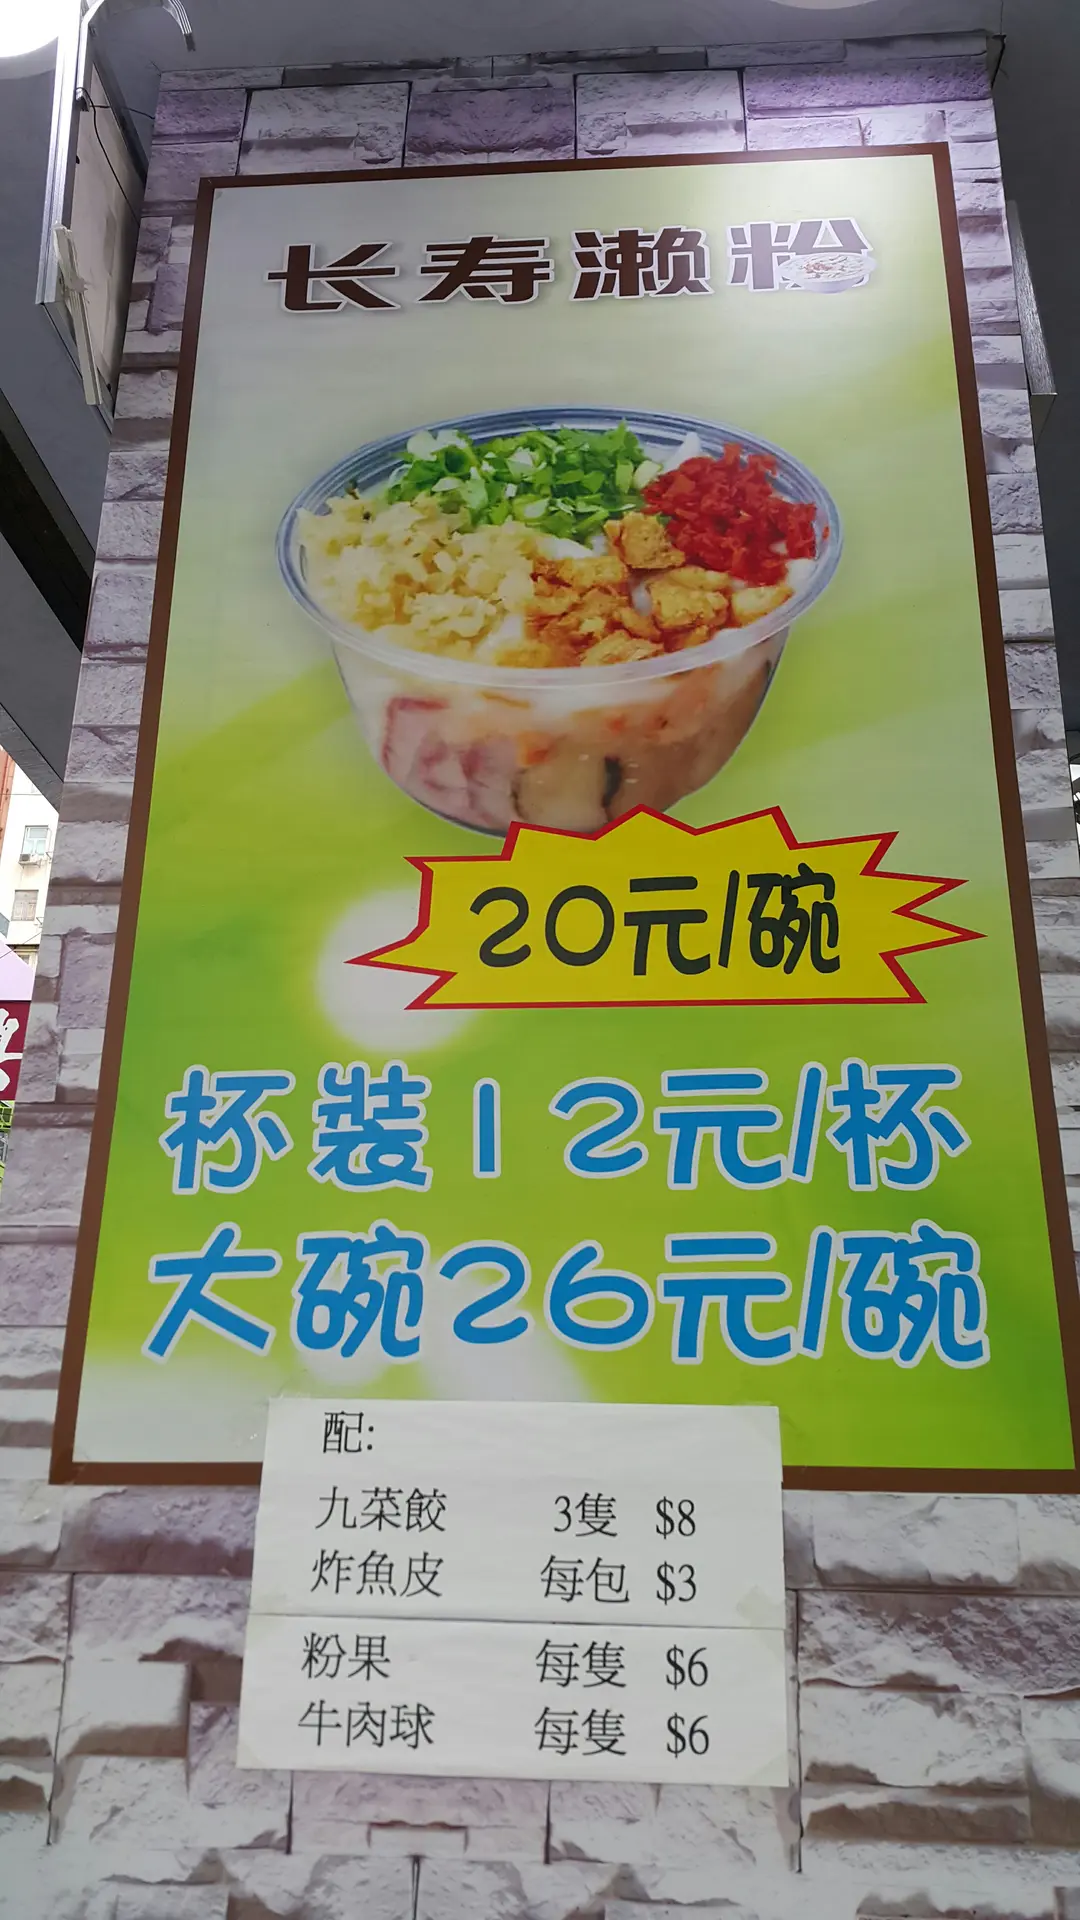 长寿濑粉
20元/碗
杯裝12元/杯
大碗26元/碗
配:
九菜餃 3隻 $8
炸魚皮 每包 $3
粉果 每隻 $6
牛肉球 每隻 $6